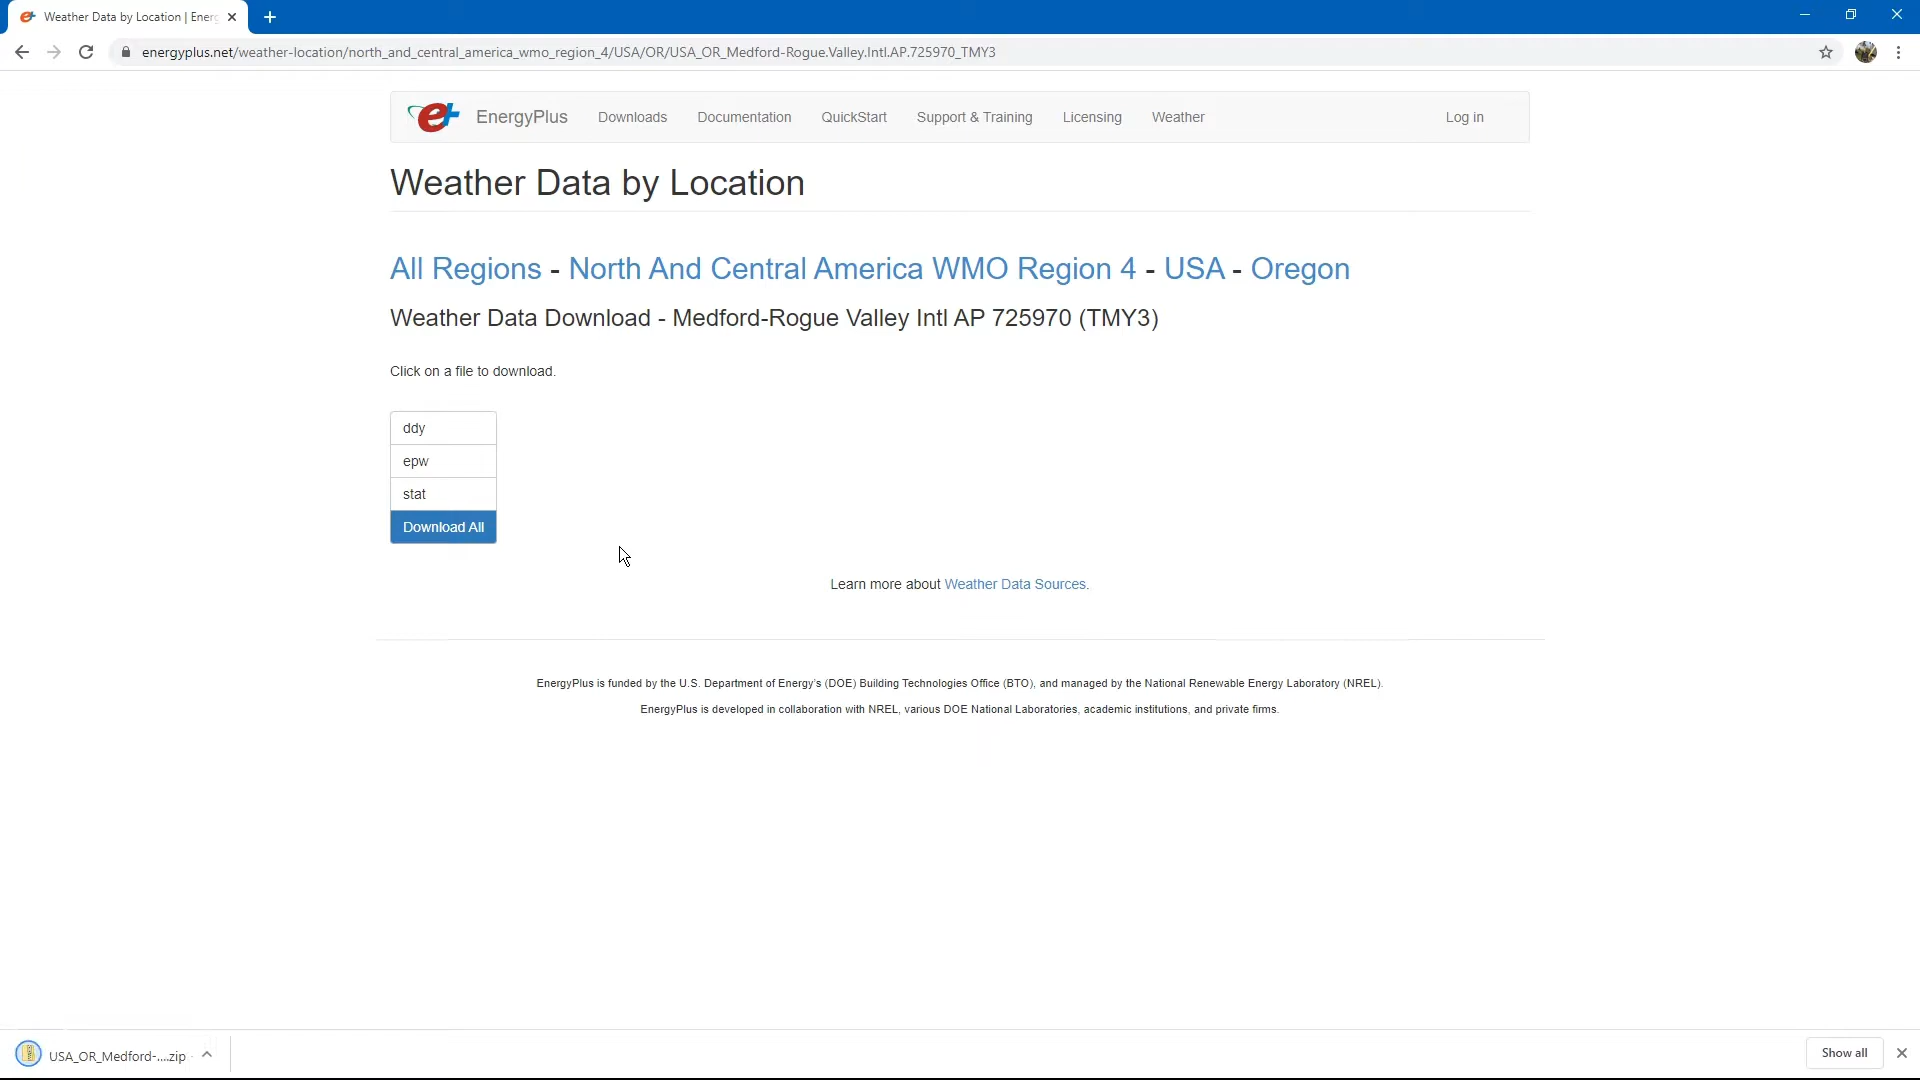 Weather Data by Location | Energ
energyplus.net/weather-location/north_and_central_america_wmo_region_4/USA/OR/USA_OR_Medford-Rogue.Valley.Intl.AP.725970_TMY3
EnergyPlus Downloads Documentation QuickStart Support & Training Licensing Weather Log in
Weather Data by Location
All Regions - North And Central America WMO Region 4 - USA - Oregon
Weather Data Download - Medford-Rogue Valley Intl AP 725970 (TMY3)
Click on a file to download.
ddy
epw
stat
Download All
Learn more about Weather Data Sources.
EnergyPlus is funded by the U.S. Department of Energy's (DOE) Building Technologies Office (BTO), and managed by the National Renewable Energy Laboratory (NREL).
EnergyPlus is developed in collaboration with NREL, various DOE National Laboratories, academic institutions, and private firms.
USA_OR_Medford-....zip
Show all